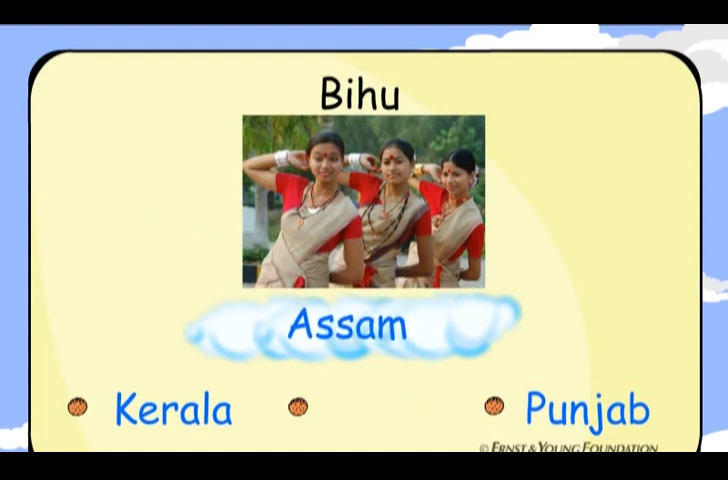 Bihu
Assam
Kerala
Punjab
© ERNST & YOUNG FOUNDATION